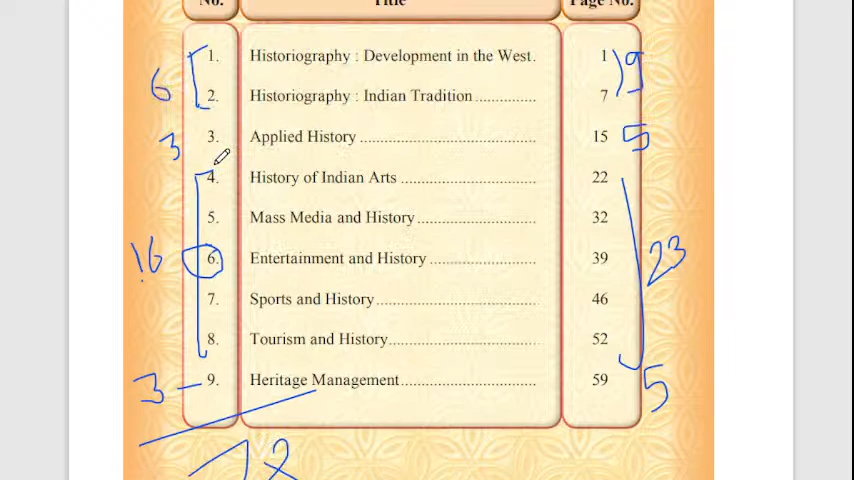 No. Title Page No.
1. Historiography : Development in the West. 1
2. Historiography : Indian Tradition .............. 7
3. Applied History ........................................ 15
4. History of Indian Arts ............................... 22
5. Mass Media and History ........................... 32
6. Entertainment and History ........................ 39
7. Sports and History ..................................... 46
8. Tourism and History .................................. 52
9. Heritage Management ............................... 59
6
3
16
3
9
5
23
5